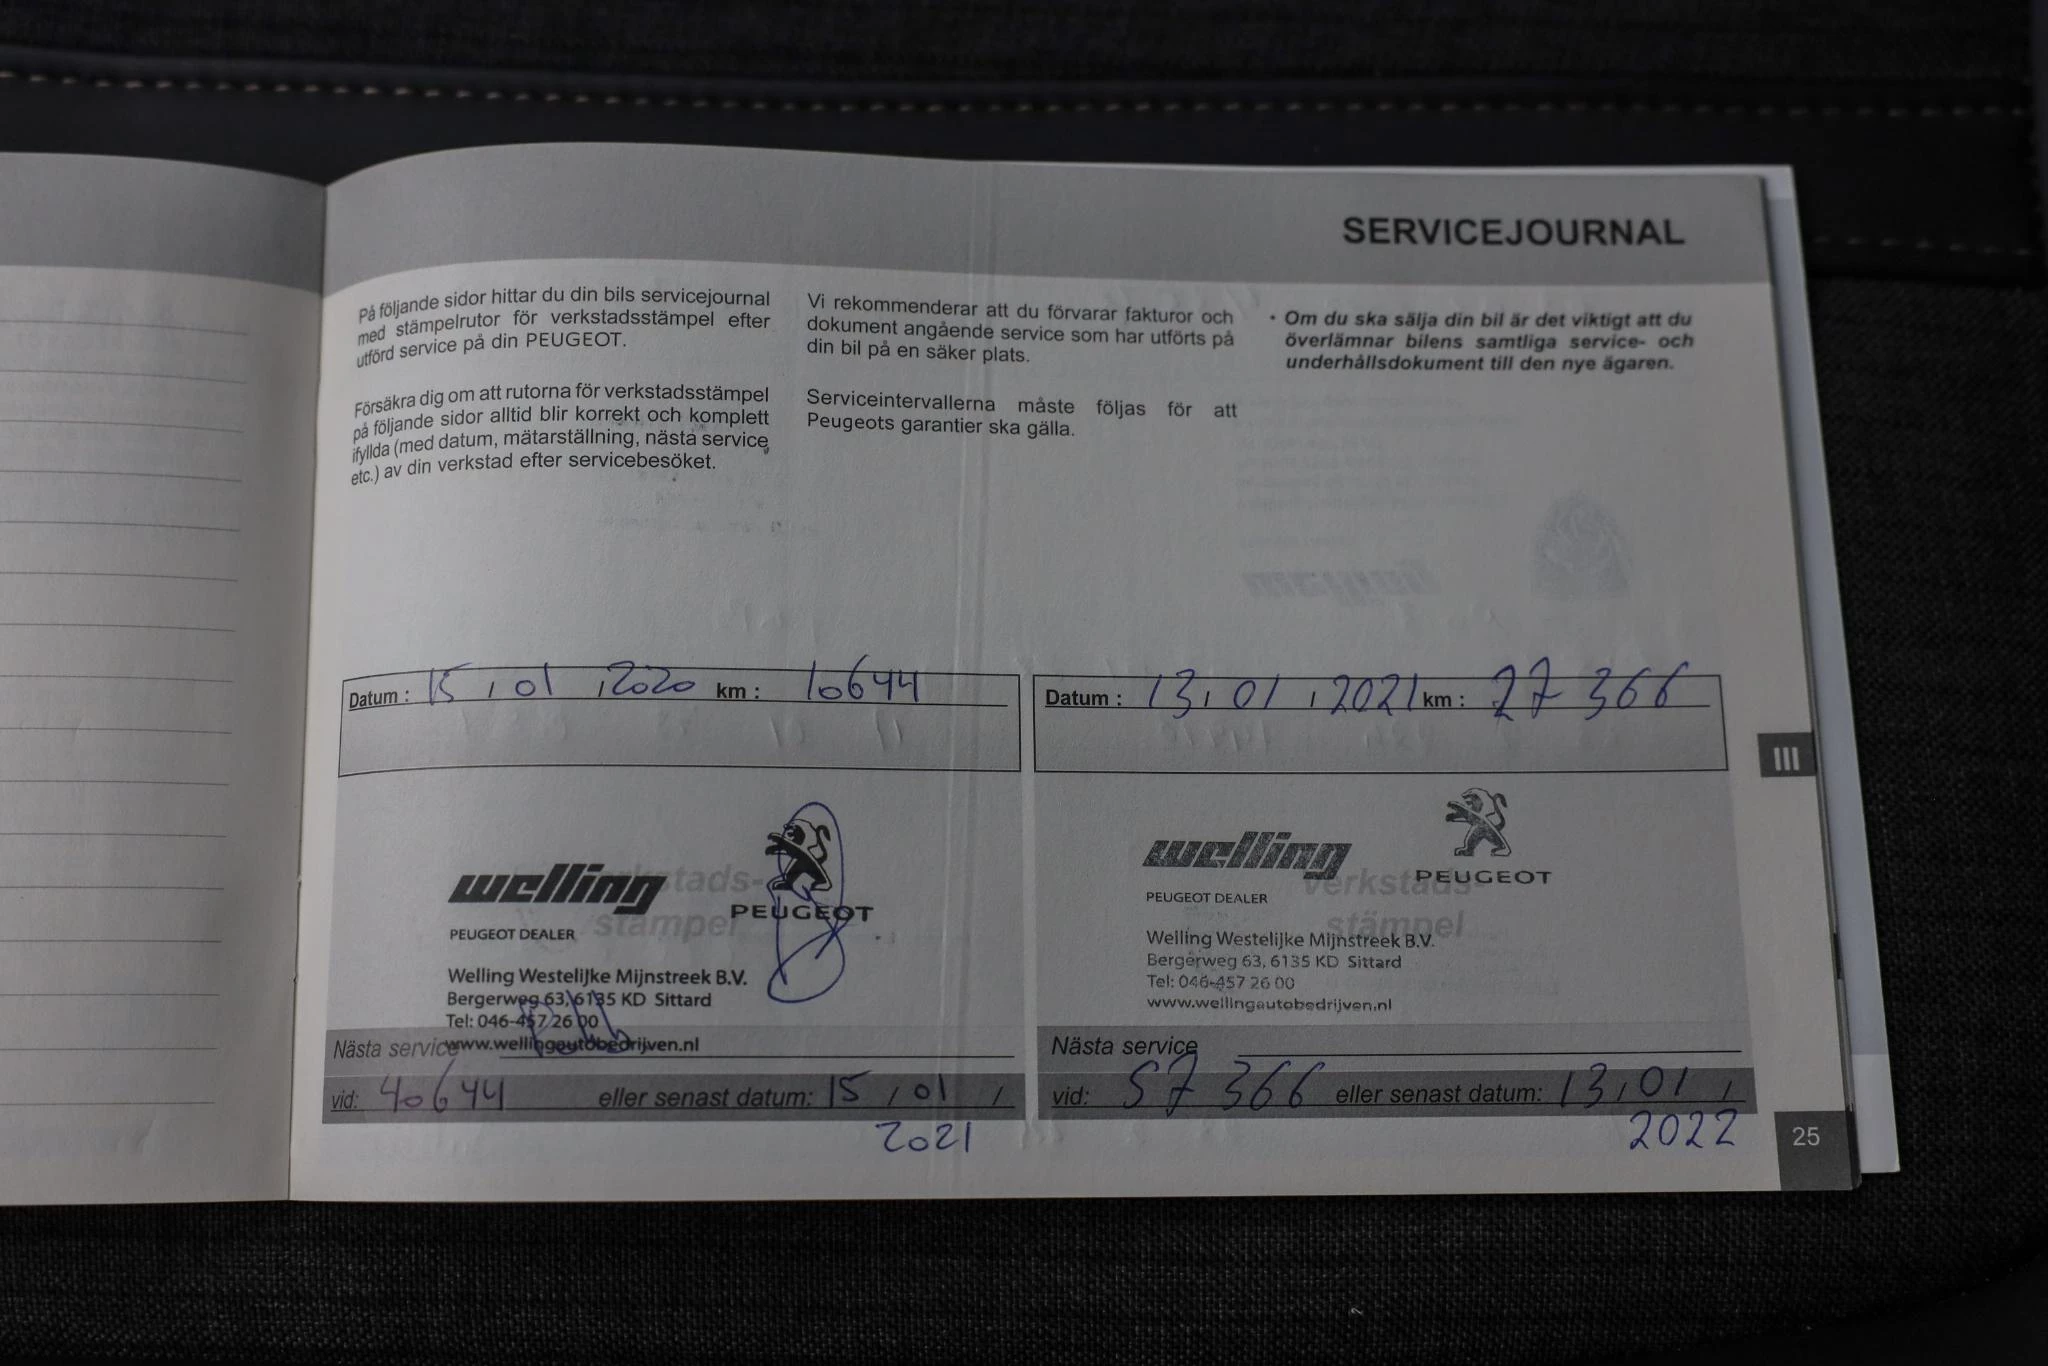 SERVICEJOURNAL
På följande sidor hittar du din bils servicejournal
med stämpelrutor för verkstadsstämpel efter
utförd service på din PEUGEOT.
Försäkra dig om att rutorna för verkstadsstämpel
på följande sidor alltid blir korrekt och komplett
ifyllda (med datum, mätarställning, nästa service,
etc.) av din verkstad efter servicebesöket.
Vi rekommenderar att du förvarar fakturor och
dokument angående service som har utförts på
din bil på en säker plats.
Serviceintervallerna måste följas för att
Peugeots garantier ska gälla.
• Om du ska sälja din bil är det viktigt att du
överlämnar bilens samtliga service- och
underhållsdokument till den nye ägaren.
Datum : 15 , 01 , 2020 km : 10644
welling
PEUGEOT
PEUGEOT DEALER
verkstads-
stämpel
Welling Westelijke Mijnstreek B.V.
Bergerweg 63, 6135 KD Sittard
Tel: 046-457 26 00
www.wellingautobedrijven.nl
Nästa service
vid: 40644 eller senast datum: 15 , 01 ,
2021
Datum : 13 , 01 , 2021 km : 27 366
welling
PEUGEOT
PEUGEOT DEALER
verkstads-
stämpel
Welling Westelijke Mijnstreek B.V.
Bergerweg 63, 6135 KD Sittard
Tel: 046-457 26 00
www.wellingautobedrijven.nl
Nästa service
vid: 57 366 eller senast datum: 13 , 01 ,
2022
III
25